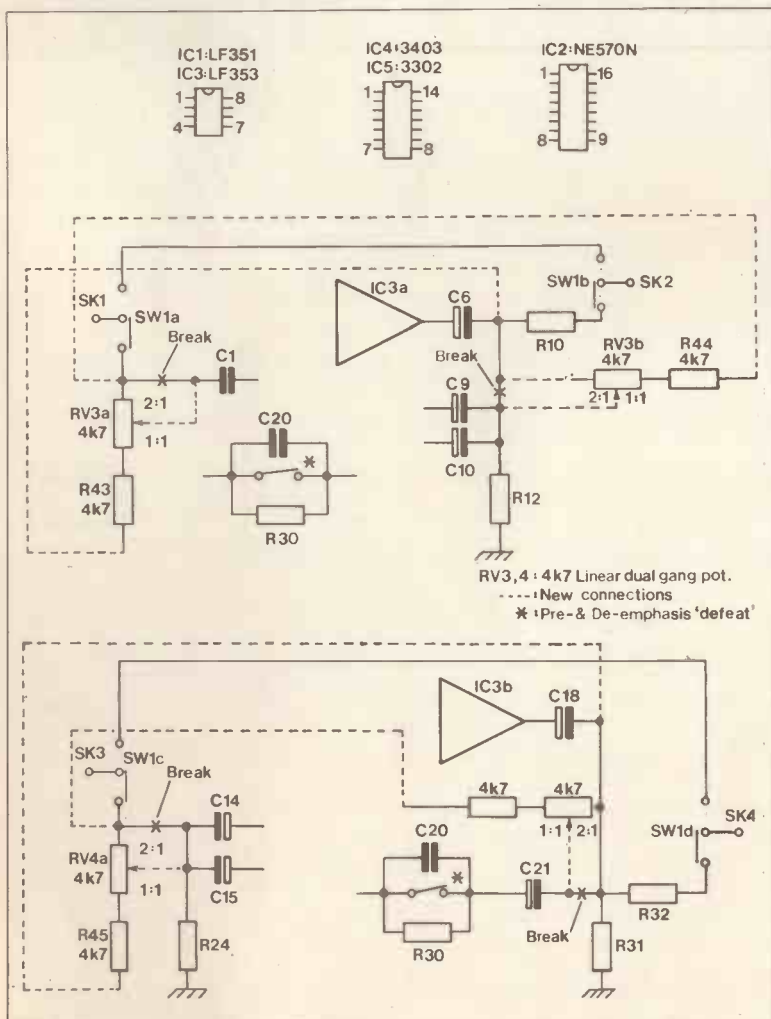 IC1:LF351
IC3:LF353
1 8
4 7
IC4:3403
IC5:3302
1 14
7 8
IC2:NE570N
1 16
8 9
SK1
SW1a
Break
C1
2:1
RV3a
4k7
1:1
R43
4k7
C20
*
R30
IC3a
C6
SW1b
SK2
R10
RV3b
4k7
R44
4k7
Break
2:1
1:1
C9
C10
R12
RV3,4: 4k7 Linear dual gang pot.
----:New connections
* :Pre- & De-emphasis 'defeat'
IC3b
C18
SK3
SW1c
Break
C14
2:1
RV4a
4k7
1:1
C15
R45
4k7
R24
4k7
4k7
1:1
2:1
C20
*
R30
C21
Break
SW1d
SK4
R32
R31